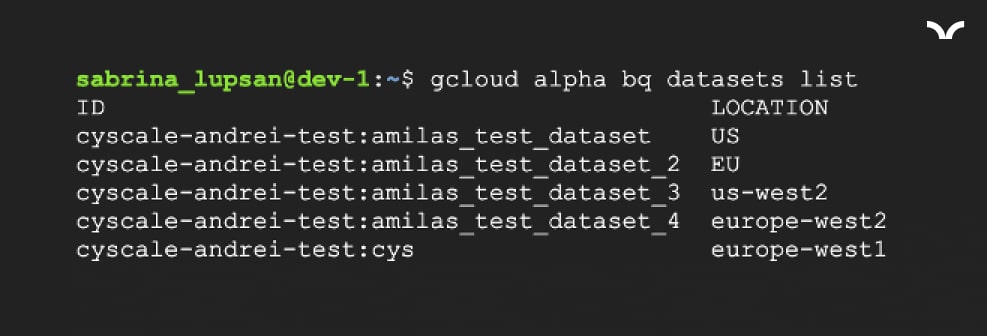 sabrina_lupsan@dev-1:~$ gcloud alpha bq datasets list
ID LOCATION
cyscale-andrei-test:amilas_test_dataset US
cyscale-andrei-test:amilas_test_dataset_2 EU
cyscale-andrei-test:amilas_test_dataset_3 us-west2
cyscale-andrei-test:amilas_test_dataset_4 europe-west2
cyscale-andrei-test:cys europe-west1